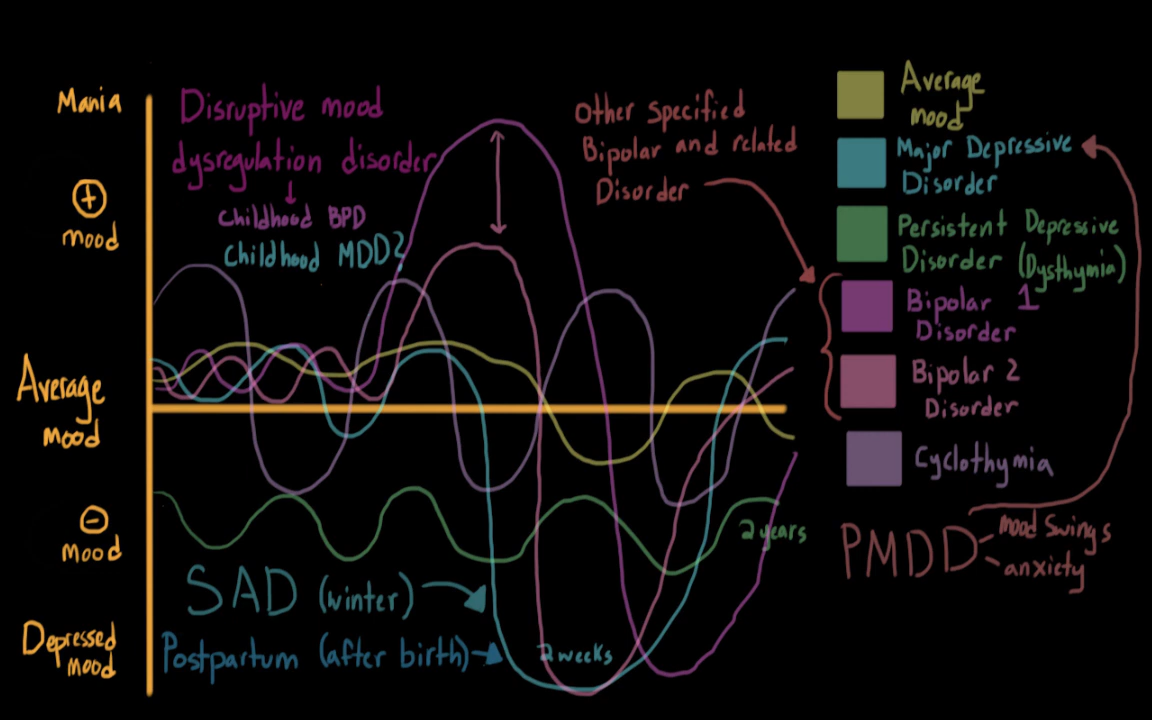 Mania
+
mood
Average
mood
-
mood
Depressed
mood
Disruptive mood
dysregulation disorder
Childhood BPD
Childhood MDD?
Other specified
Bipolar and related
Disorder
SAD (winter)
Postpartum (after birth)
2 weeks
2 years
Average
mood
Major Depressive
Disorder
Persistent Depressive
Disorder (Dysthymia)
Bipolar 1
Disorder
Bipolar 2
Disorder
Cyclothymia
PMDD
mood swings
anxiety